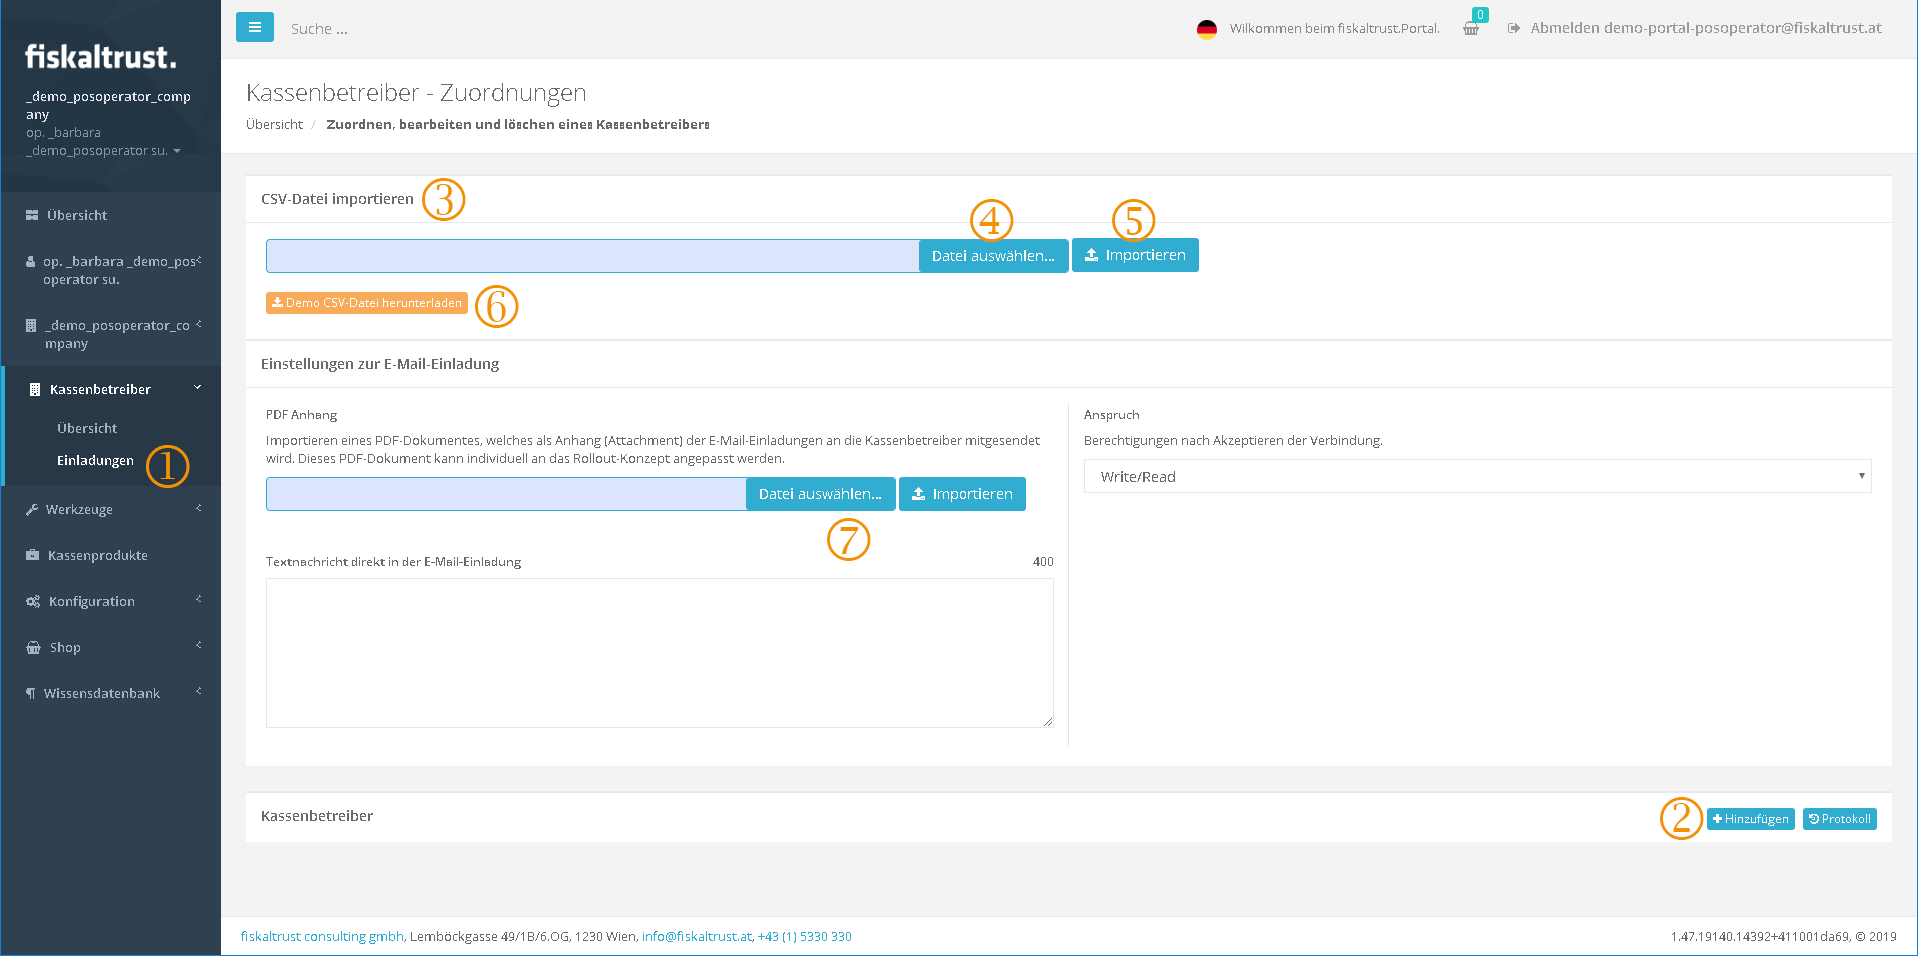 fiskaltrust.
_demo_posoperator_comp
any
op. _barbara
_demo_posoperator su.
Übersicht
op. _barbara _demo_pos
operator su.
_demo_posoperator_co
mpany
Kassenbetreiber
Übersicht
Einladungen
1
Werkzeuge
Kassenprodukte
Konfiguration
Shop
Wissensdatenbank
Suche ...
Wilkommen beim fiskaltrust.Portal.
0
Abmelden demo-portal-posoperator@fiskaltrust.at
Kassenbetreiber - Zuordnungen
Übersicht / Zuordnen, bearbeiten und löschen eines Kassenbetreibers
CSV-Datei importieren
3
4
5
Datei auswählen...
Importieren
Demo CSV-Datei herunterladen
6
Einstellungen zur E-Mail-Einladung
PDF Anhang
Importieren eines PDF-Dokumentes, welches als Anhang (Attachment) der E-Mail-Einladungen an die Kassenbetreiber mitgesendet
wird. Dieses PDF-Dokument kann individuell an das Rollout-Konzept angepasst werden.
Datei auswählen...
Importieren
7
Textnachricht direkt in der E-Mail-Einladung
400
Anspruch
Berechtigungen nach Akzeptieren der Verbindung.
Write/Read
Kassenbetreiber
2
Hinzufügen
Protokoll
fiskaltrust consulting gmbh, Lemböckgasse 49/1B/6.OG, 1230 Wien, info@fiskaltrust.at, +43 (1) 5330 330
1.47.19140.14392+411001da69, © 2019